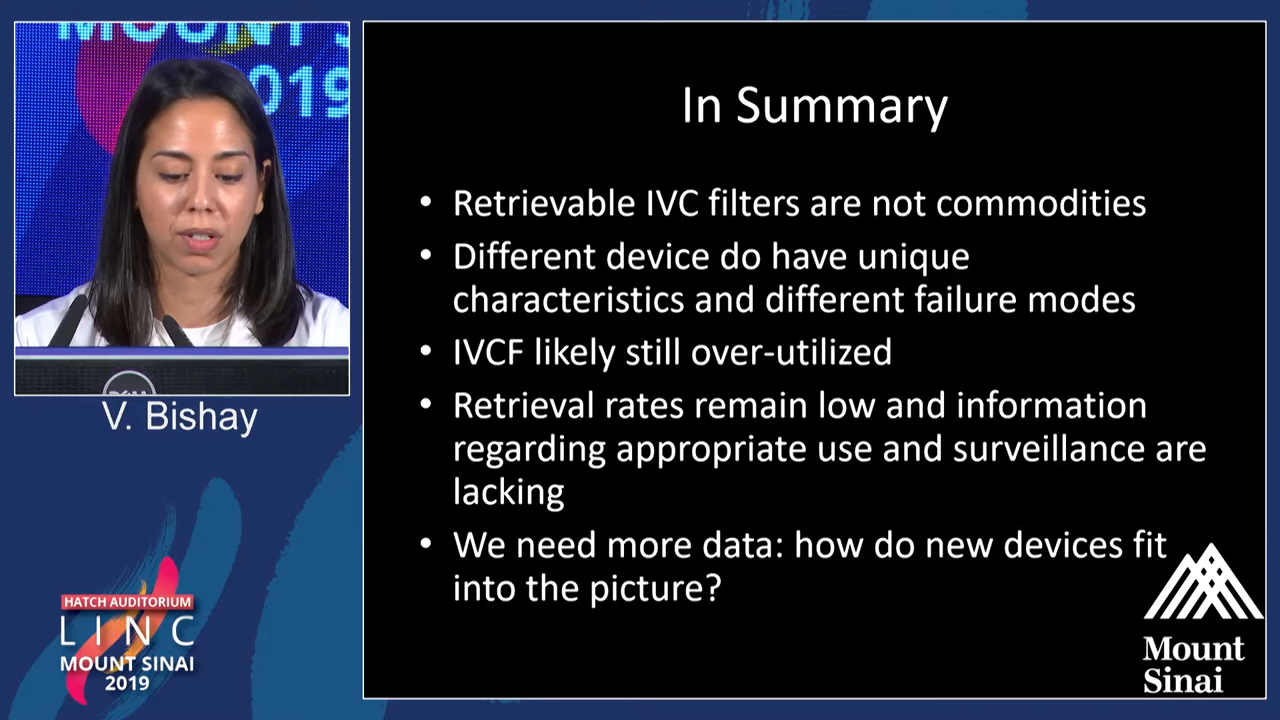 MOUNT S
2019
V. Bishay
HATCH AUDITORIUM
LINC
MOUNT SINAI
2019
In Summary
• Retrievable IVC filters are not commodities
• Different device do have unique
characteristics and different failure modes
• IVCF likely still over-utilized
• Retrieval rates remain low and information
regarding appropriate use and surveillance are
lacking
• We need more data: how do new devices fit
into the picture?
Mount
Sinai